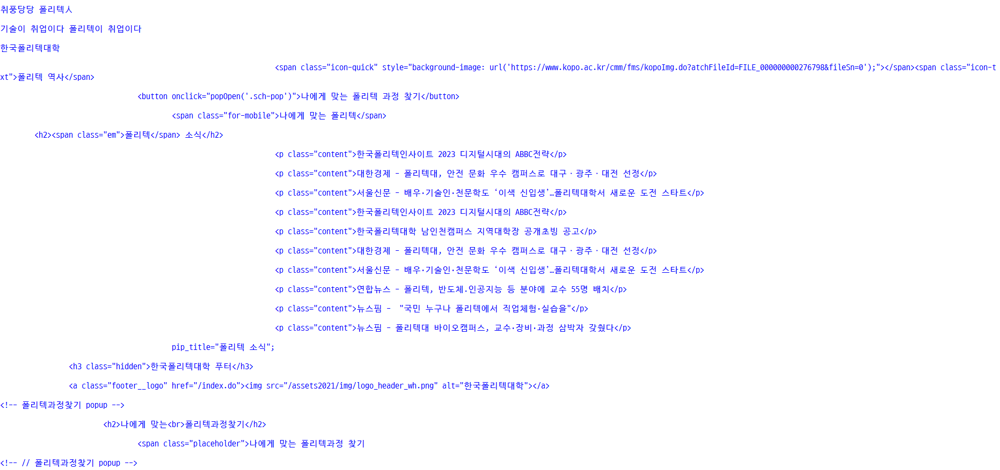 취풍당당 폴리텍人
기술이 취업이다 폴리텍이 취업이다
한국폴리텍대학
<span class="icon-quick" style="background-image: url('https://www.kopo.ac.kr/cmm/fms/kopoImg.do?atchFileId=FILE_000000000276798&fileSn=0');"></span><span class="icon-t
xt">폴리텍 역사</span>
<button onclick="popOpen('.sch-pop')">나에게 맞는 폴리텍 과정 찾기</button>
<span class="for-mobile">나에게 맞는 폴리텍</span>
<h2><span class="em">폴리텍</span> 소식</h2>
<p class="content">한국폴리텍인사이트 2023 디지털시대의 ABBC전략</p>
<p class="content">대한경제 - 폴리텍대, 안전 문화 우수 캠퍼스로 대구ㆍ광주ㆍ대전 선정</p>
<p class="content">서울신문 - 배우·기술인·천문학도 ‘이색 신입생’…폴리텍대학서 새로운 도전 스타트</p>
<p class="content">한국폴리텍인사이트 2023 디지털시대의 ABBC전략</p>
<p class="content">한국폴리텍대학 남인천캠퍼스 지역대학장 공개초빙 공고</p>
<p class="content">대한경제 - 폴리텍대, 안전 문화 우수 캠퍼스로 대구ㆍ광주ㆍ대전 선정</p>
<p class="content">서울신문 - 배우·기술인·천문학도 ‘이색 신입생’…폴리텍대학서 새로운 도전 스타트</p>
<p class="content">연합뉴스 - 폴리텍, 반도체.인공지능 등 분야에 교수 55명 배치</p>
<p class="content">뉴스핌 -  "국민 누구나 폴리텍에서 직업체험·실습을"</p>
<p class="content">뉴스핌 - 폴리텍대 바이오캠퍼스, 교수·장비·과정 삼박자 갖췄다</p>
pip_title="폴리텍 소식";
<h3 class="hidden">한국폴리텍대학 푸터</h3>
<a class="footer__logo" href="/index.do"><img src="/assets2021/img/logo_header_wh.png" alt="한국폴리텍대학"></a>
<!-- 폴리텍과정찾기 popup -->
<h2>나에게 맞는<br>폴리텍과정찾기</h2>
<span class="placeholder">나에게 맞는 폴리텍과정 찾기
<!-- // 폴리텍과정찾기 popup -->